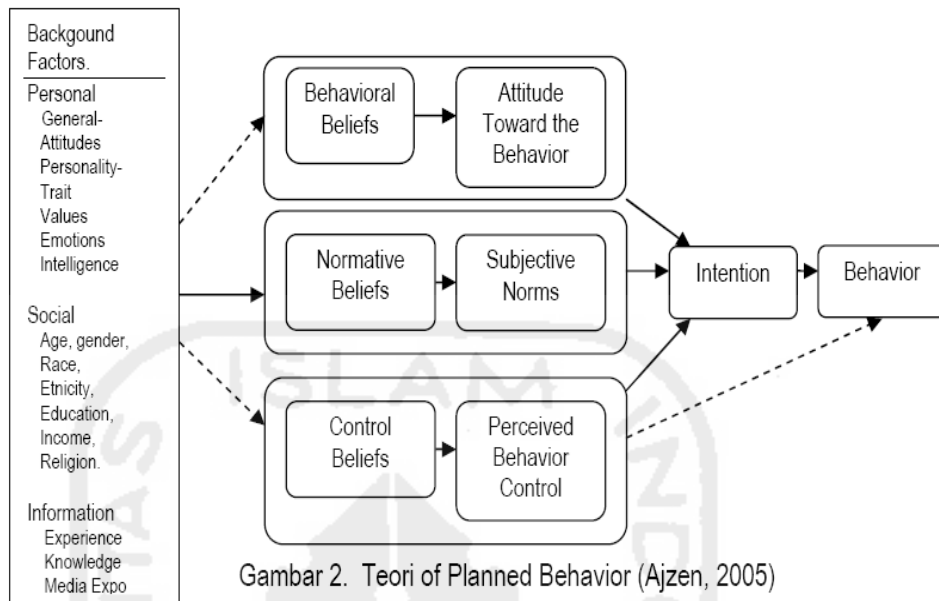 Backgound
Factors.
Personal
General-
Attitudes
Personality-
Trait
Values
Emotions
Intelligence
Social
Age, gender,
Race,
Etnicity,
Education,
Income,
Religion.
Information
Experience
Knowledge
Media Expo
Behavioral
Beliefs
Attitude
Toward the
Behavior
Normative
Beliefs
Subjective
Norms
Control
Beliefs
Perceived
Behavior
Control
Intention
Behavior
ISLAM
Gambar 2. Teori of Planned Behavior (Ajzen, 2005)